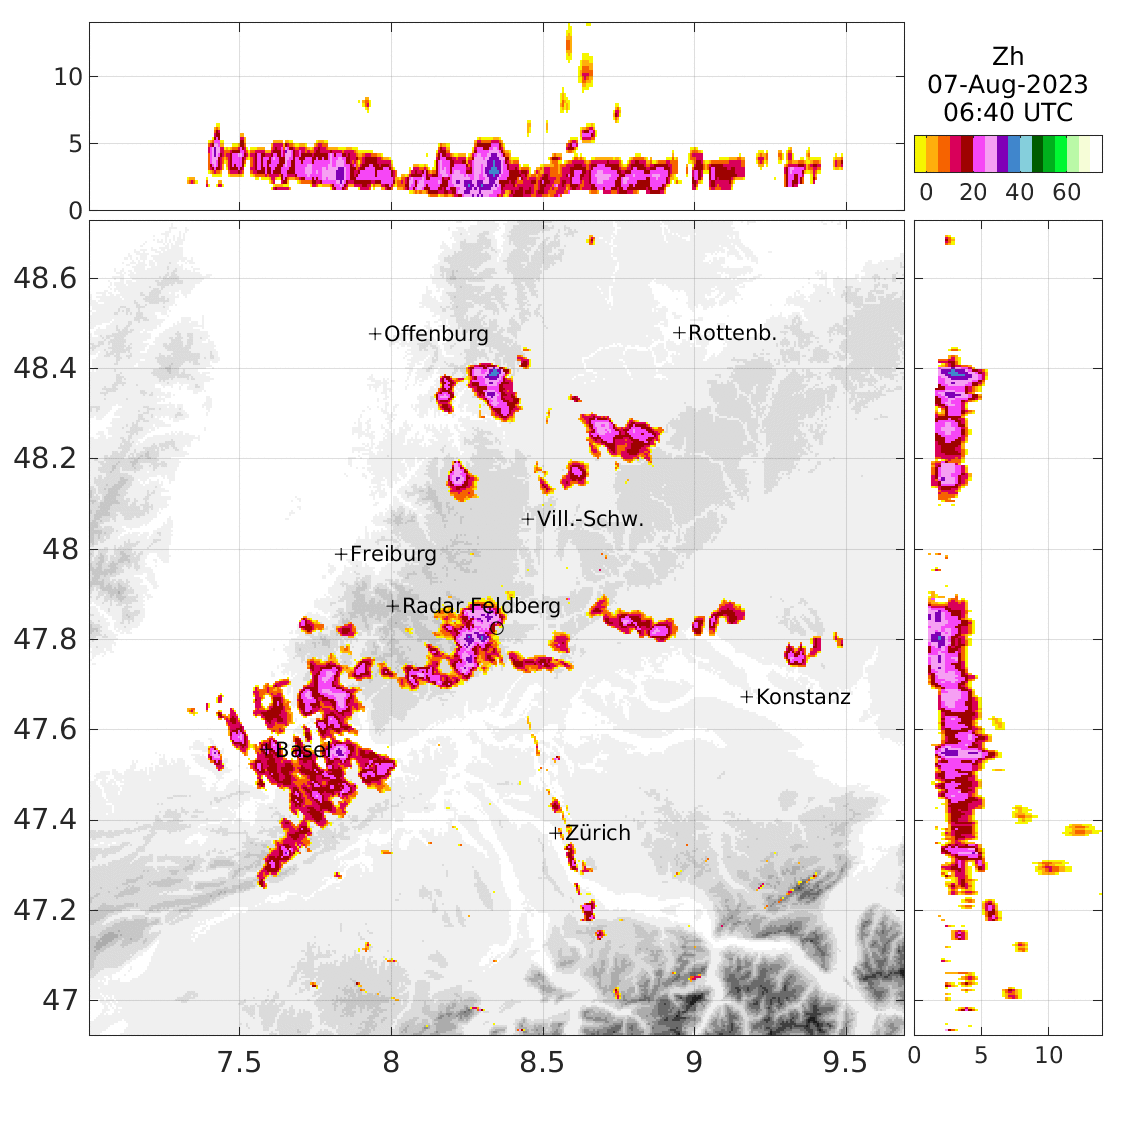 10
5
0
Zh
07-Aug-2023
06:40 UTC
0 20 40 60
48.6
48.4
48.2
48
47.8
47.6
47.4
47.2
47
+Offenburg
+Rottenb.
+Vill.-Schw.
+Freiburg
+Radar Feldberg
+Konstanz
+Basel
+Zürich
7.5 8 8.5 9 9.5
0 5 10